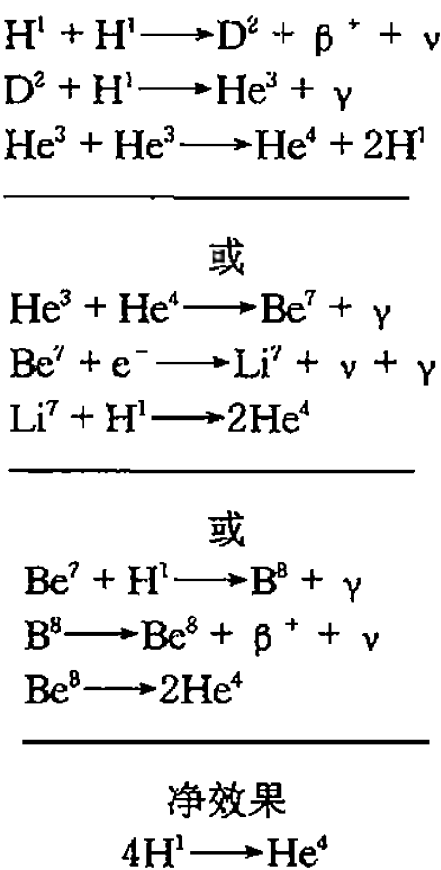 H¹ + H¹⟶D² + β⁺ + ν
D² + H¹⟶He³ + γ
He³ + He³⟶He⁴ + 2H¹
或
He³ + He⁴⟶Be⁷ + γ
Be⁷ + e⁻⟶Li⁷ + ν + γ
Li⁷ + H¹⟶2He⁴
或
Be⁷ + H¹⟶B⁸ + γ
B⁸⟶Be⁸ + β⁺ + ν
Be⁸⟶2He⁴
净效果
4H¹⟶He⁴